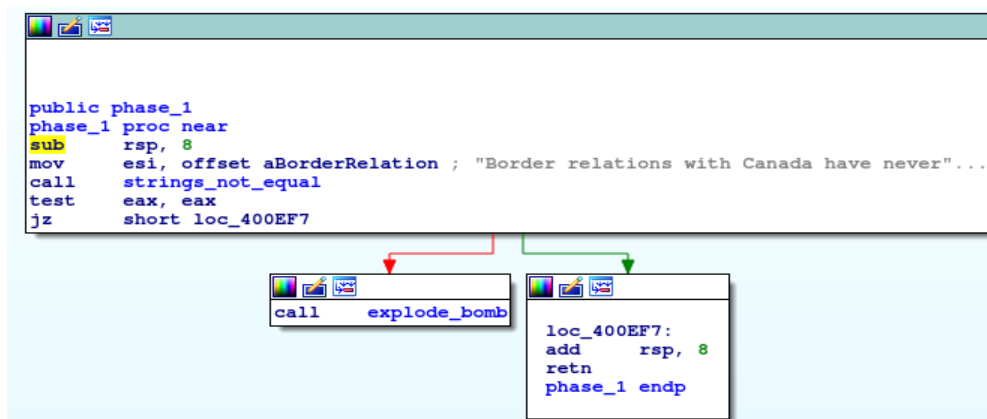 public phase_1
phase_1 proc near
sub rsp, 8
mov esi, offset aBorderRelation ; "Border relations with Canada have never"...
call strings_not_equal
test eax, eax
jz short loc_400EF7
call explode_bomb
loc_400EF7:
add rsp, 8
retn
phase_1 endp